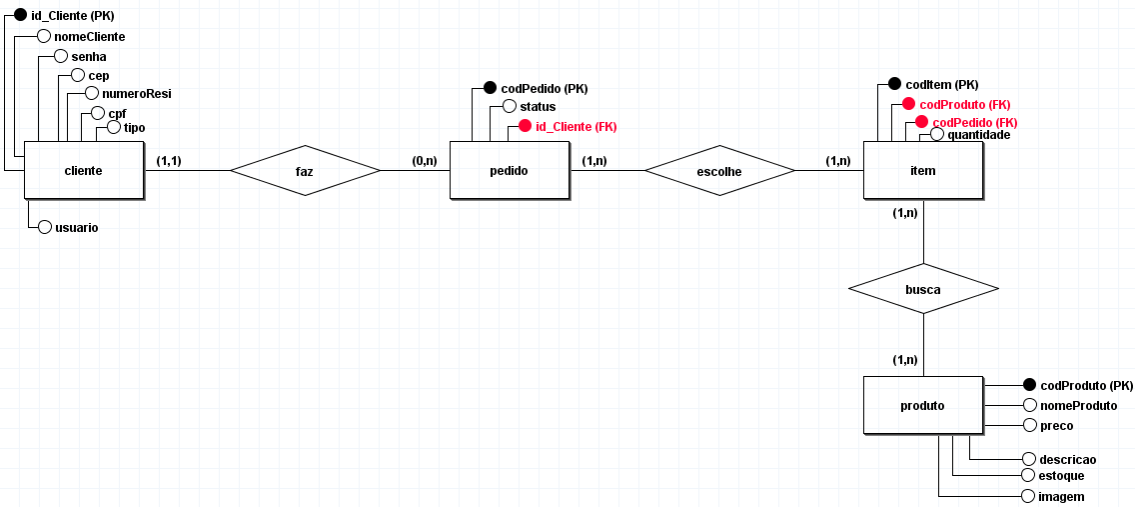 id_Cliente (PK)
nomeCliente
senha
cep
numeroResi
cpf
tipo
cliente
usuario
(1,1)
faz
(0,n)
codPedido (PK)
status
id_Cliente (FK)
pedido
(1,n)
escolhe
(1,n)
codItem (PK)
codProduto (FK)
codPedido (FK)
quantidade
item
(1,n)
busca
(1,n)
produto
codProduto (PK)
nomeProduto
preco
descricao
estoque
imagem